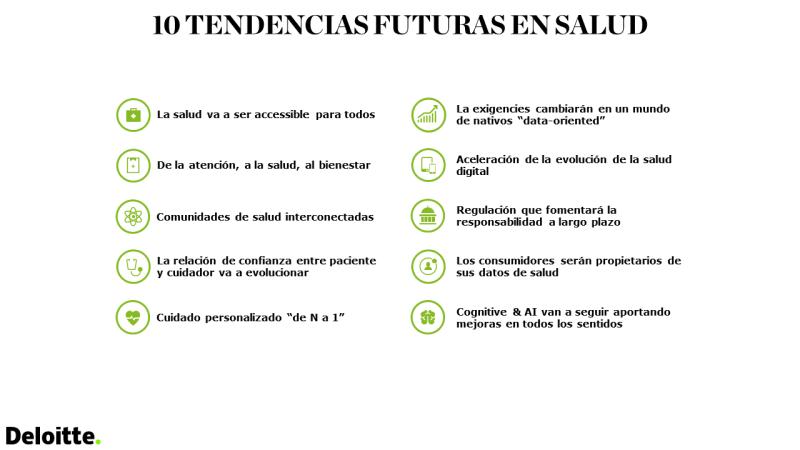 10 TENDENCIAS FUTURAS EN SALUD
La salud va a ser accessible para todos
De la atención, a la salud, al bienestar
Comunidades de salud interconectadas
La relación de confianza entre paciente
y cuidador va a evolucionar
Cuidado personalizado “de N a 1”
La exigencies cambiarán en un mundo
de nativos “data-oriented”
Aceleración de la evolución de la salud
digital
Regulación que fomentará la
responsabilidad a largo plazo
Los consumidores serán propietarios de
sus datos de salud
Cognitive & AI van a seguir aportando
mejoras en todos los sentidos
Deloitte.